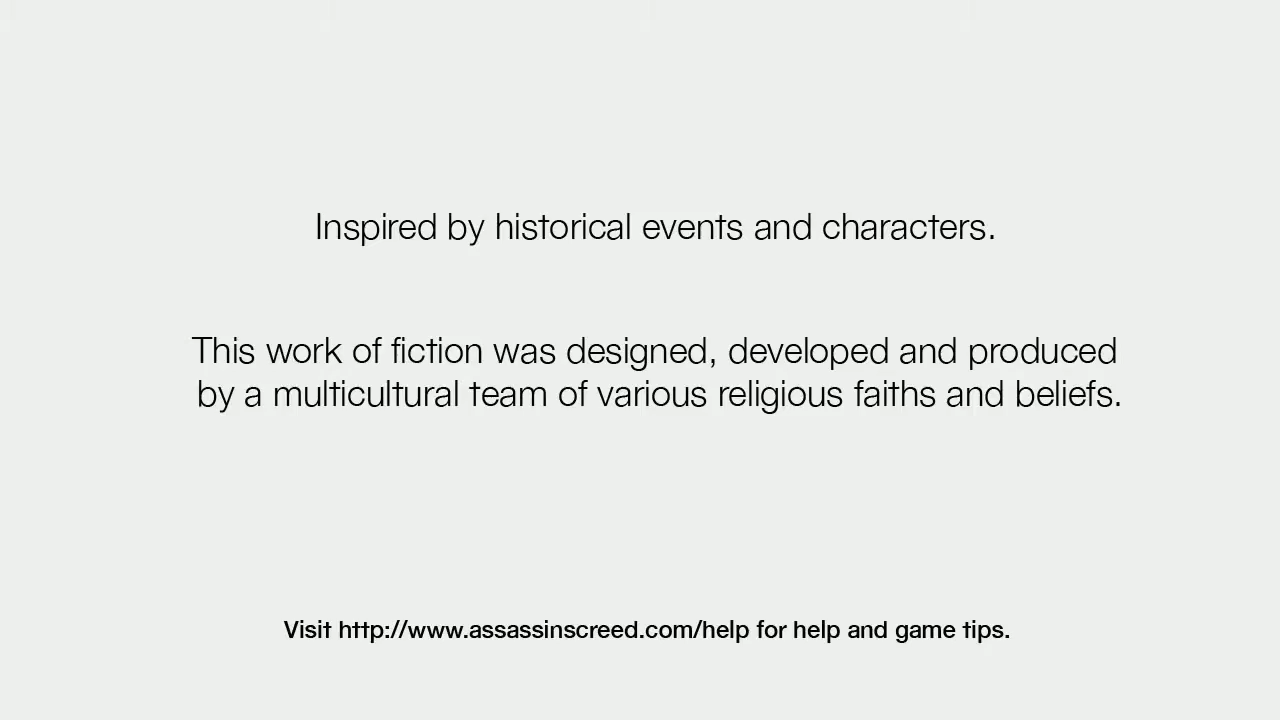 Inspired by historical events and characters.
This work of fiction was designed, developed and produced
by a multicultural team of various religious faiths and beliefs.
Visit http://www.assassinscreed.com/help for help and game tips.